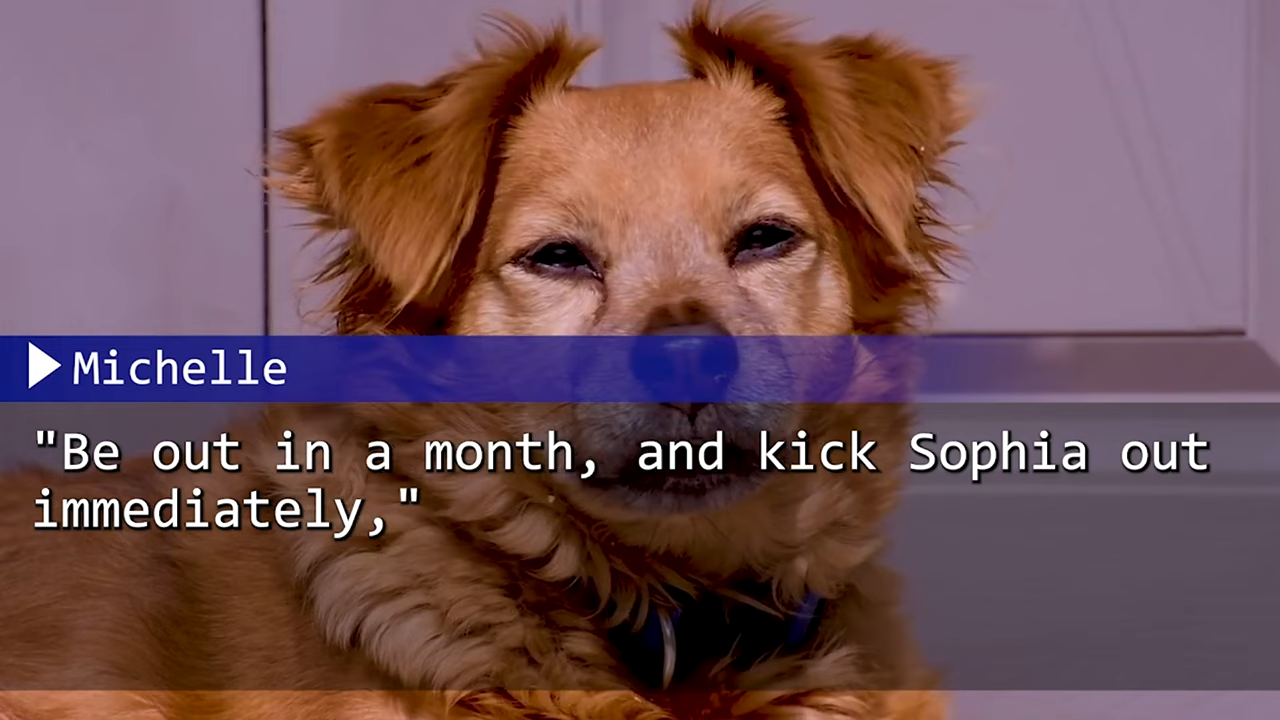 Michelle
"Be out in a month, and kick Sophia out
immediately,"